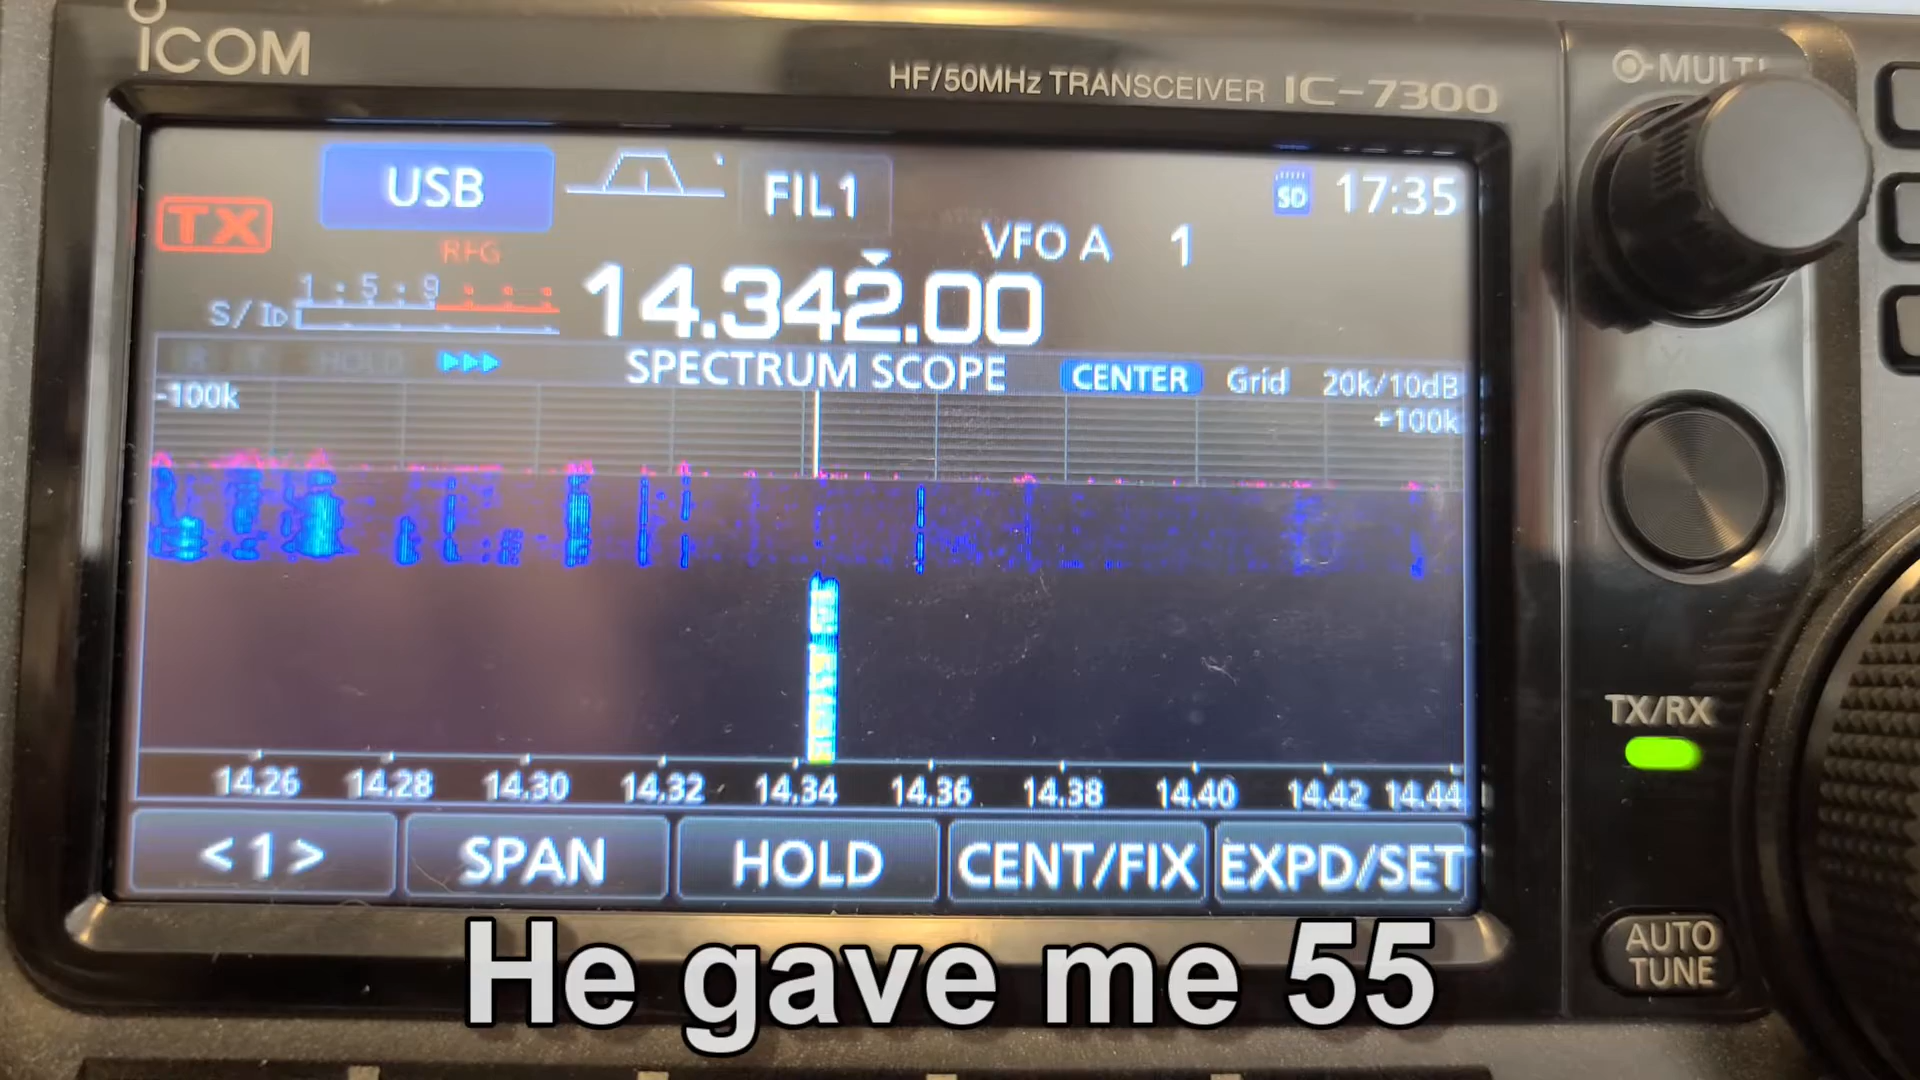 ICOM
HF/50MHz TRANSCEIVER IC-7300
MULTI
USB
FIL1
SD 17:35
TX
RFG
VFO A 1
1 : 5 : 9
S/ID
14.342.00
HOLD
SPECTRUM SCOPE
CENTER Grid 20k/10dB
-100k
+100k
14.26 14.28 14.30 14.32 14.34 14.36 14.38 14.40 14.42 14.44
<1> SPAN HOLD CENT/FIX EXPD/SET
TX/RX
AUTO
TUNE
He gave me 55